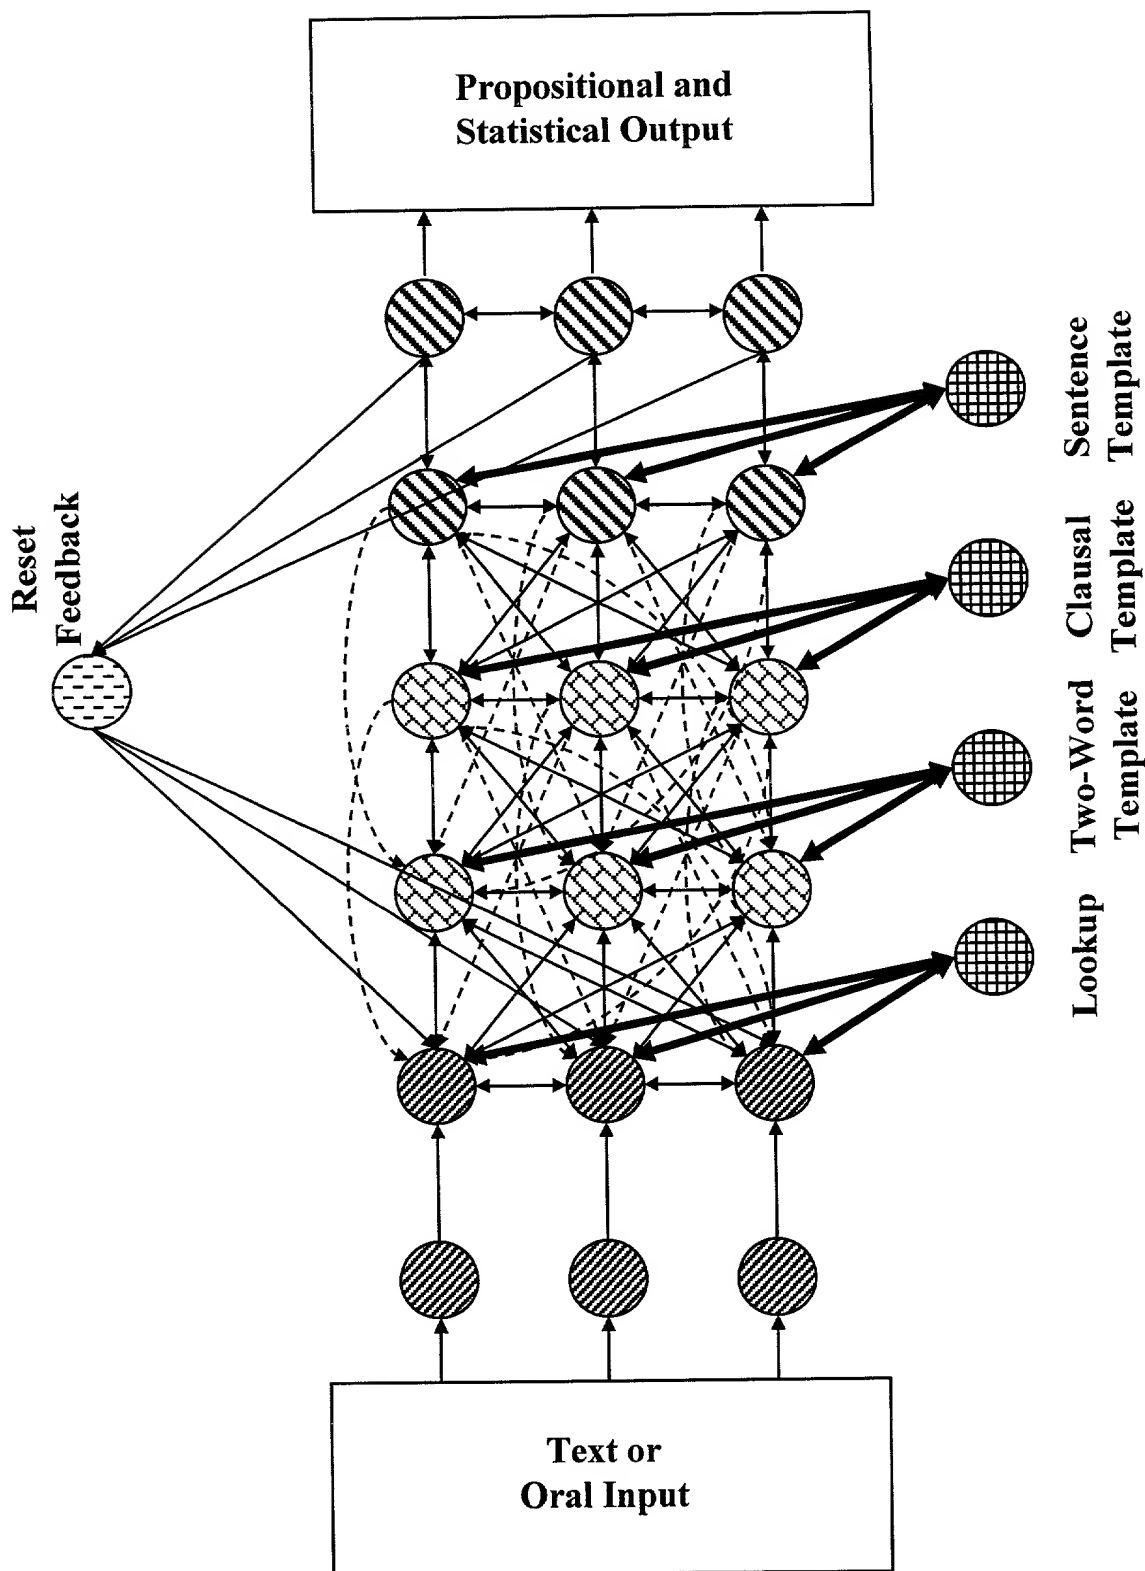 Propositional and
Statistical Output
Reset
Feedback
Sentence
Template
Clausal
Template
Two-Word
Template
Lookup
Text or
Oral Input